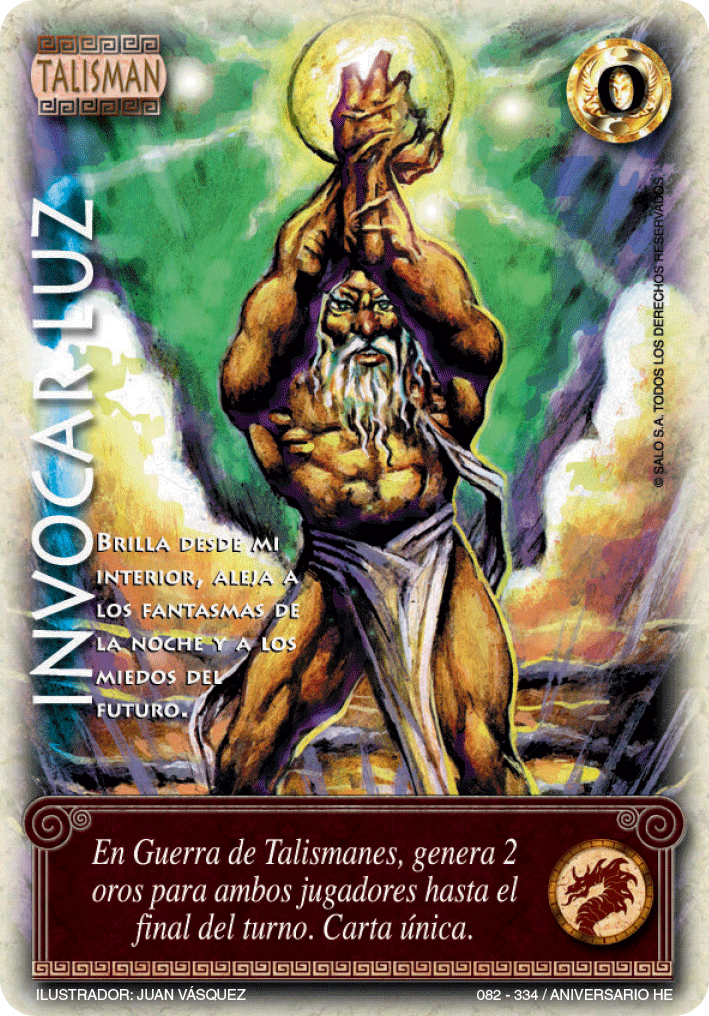 TALISMAN
0
INVOCAR LUZ
BRILLA DESDE MI
INTERIOR, ALEJA A
LOS FANTASMAS DE
LA NOCHE Y A LOS
MIEDOS DEL
FUTURO.
© SALO S.A. TODOS LOS DERECHOS RESERVADOS
En Guerra de Talismanes, genera 2
oros para ambos jugadores hasta el
final del turno. Carta única.
ILUSTRADOR: JUAN VÁSQUEZ
082 - 334 / ANIVERSARIO HE